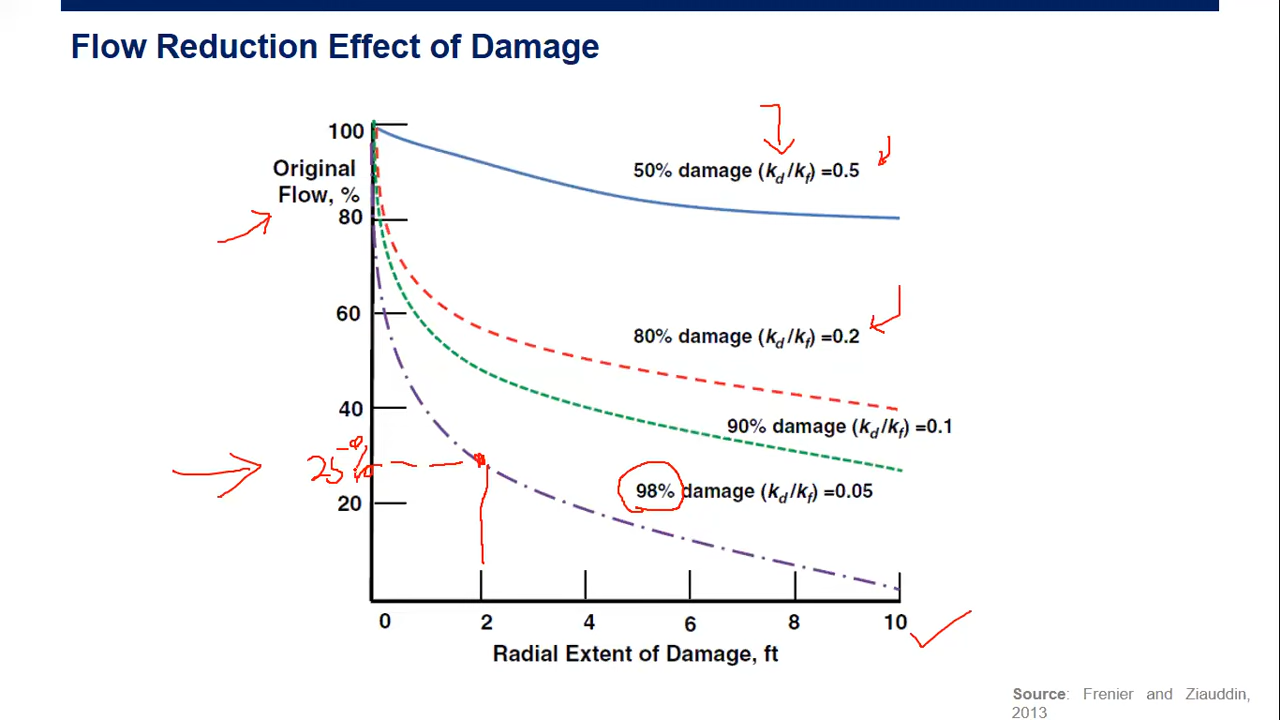 Flow Reduction Effect of Damage
100
Original
Flow, %
80
60
40
20
50% damage (kd/kf) =0.5
80% damage (kd/kf) =0.2
90% damage (kd/kf) =0.1
25%
98% damage (kd/kf) =0.05
0 2 4 6 8 10
Radial Extent of Damage, ft
Source: Frenier and Ziauddin,
2013